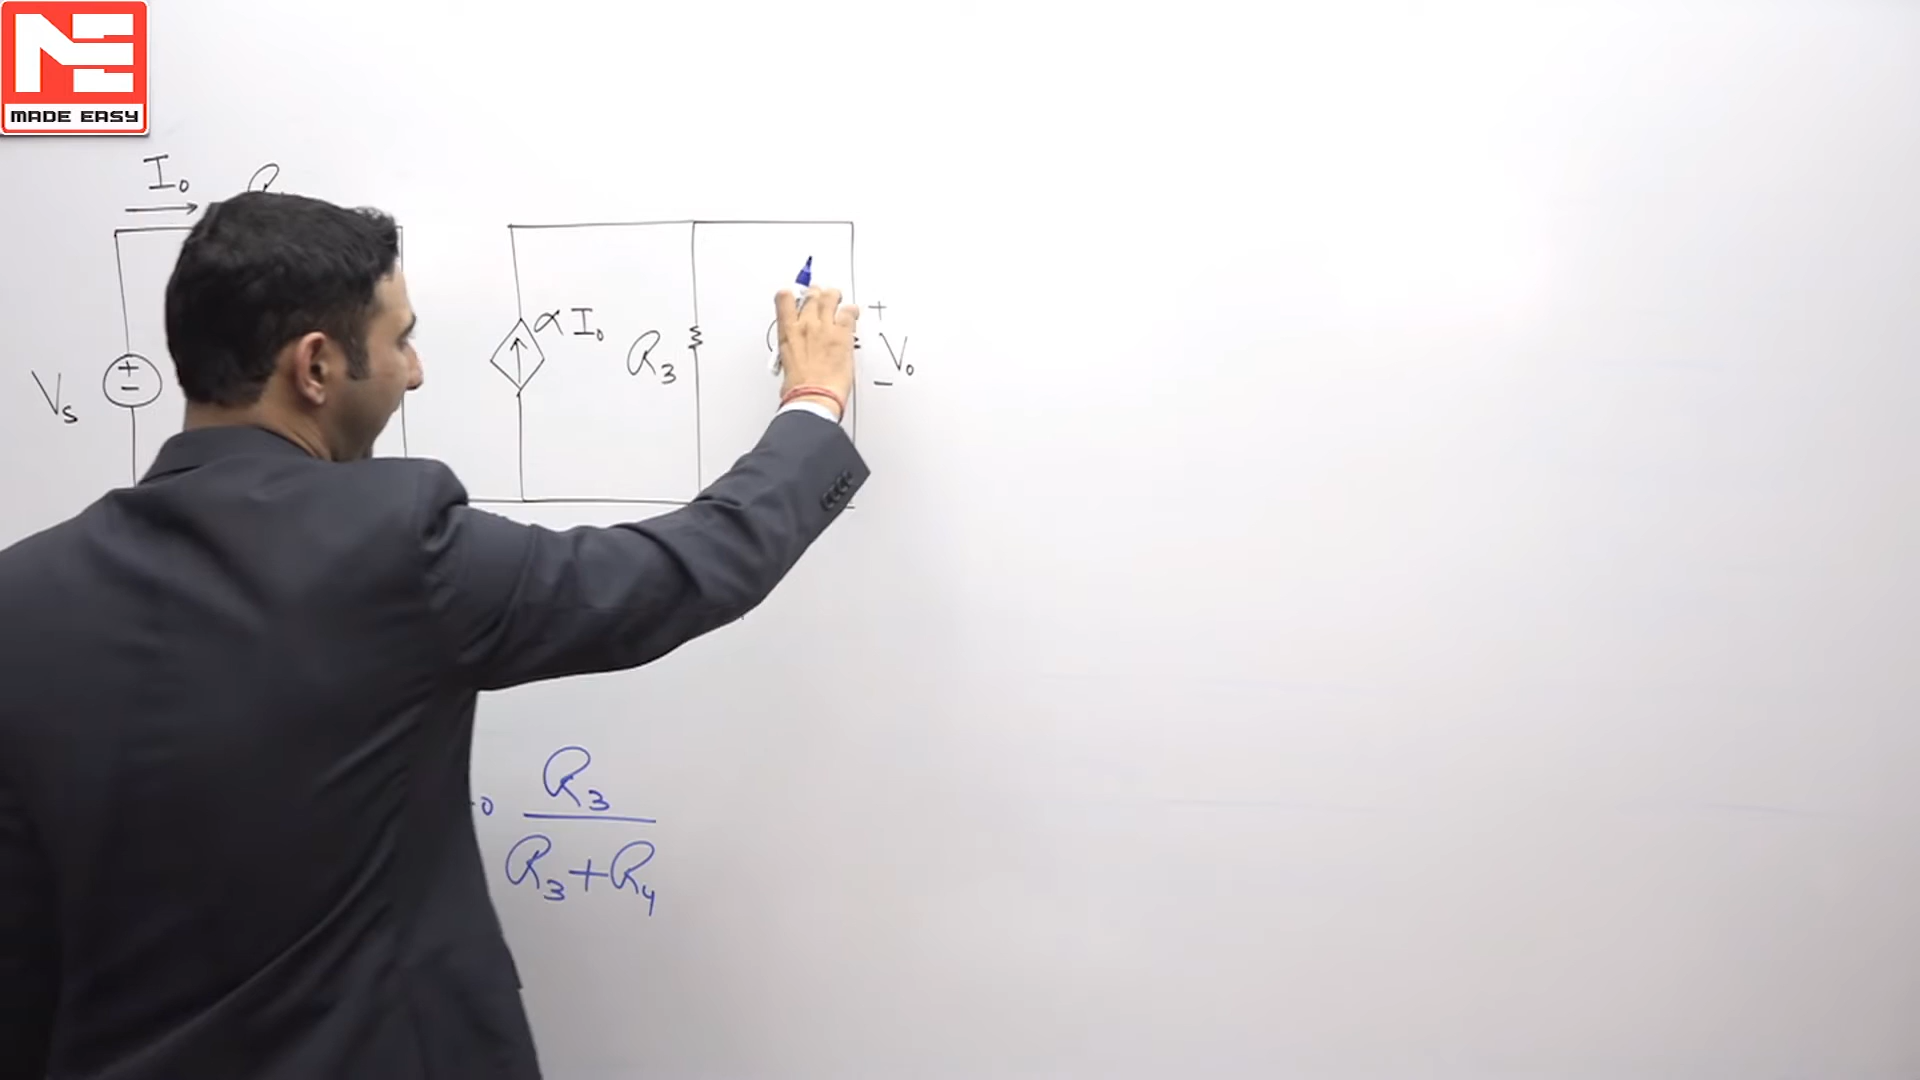 MADE EASY
I₀
Vs
+
−
α I₀
R₃
+
V₀
−
R₃
R₃+R₄